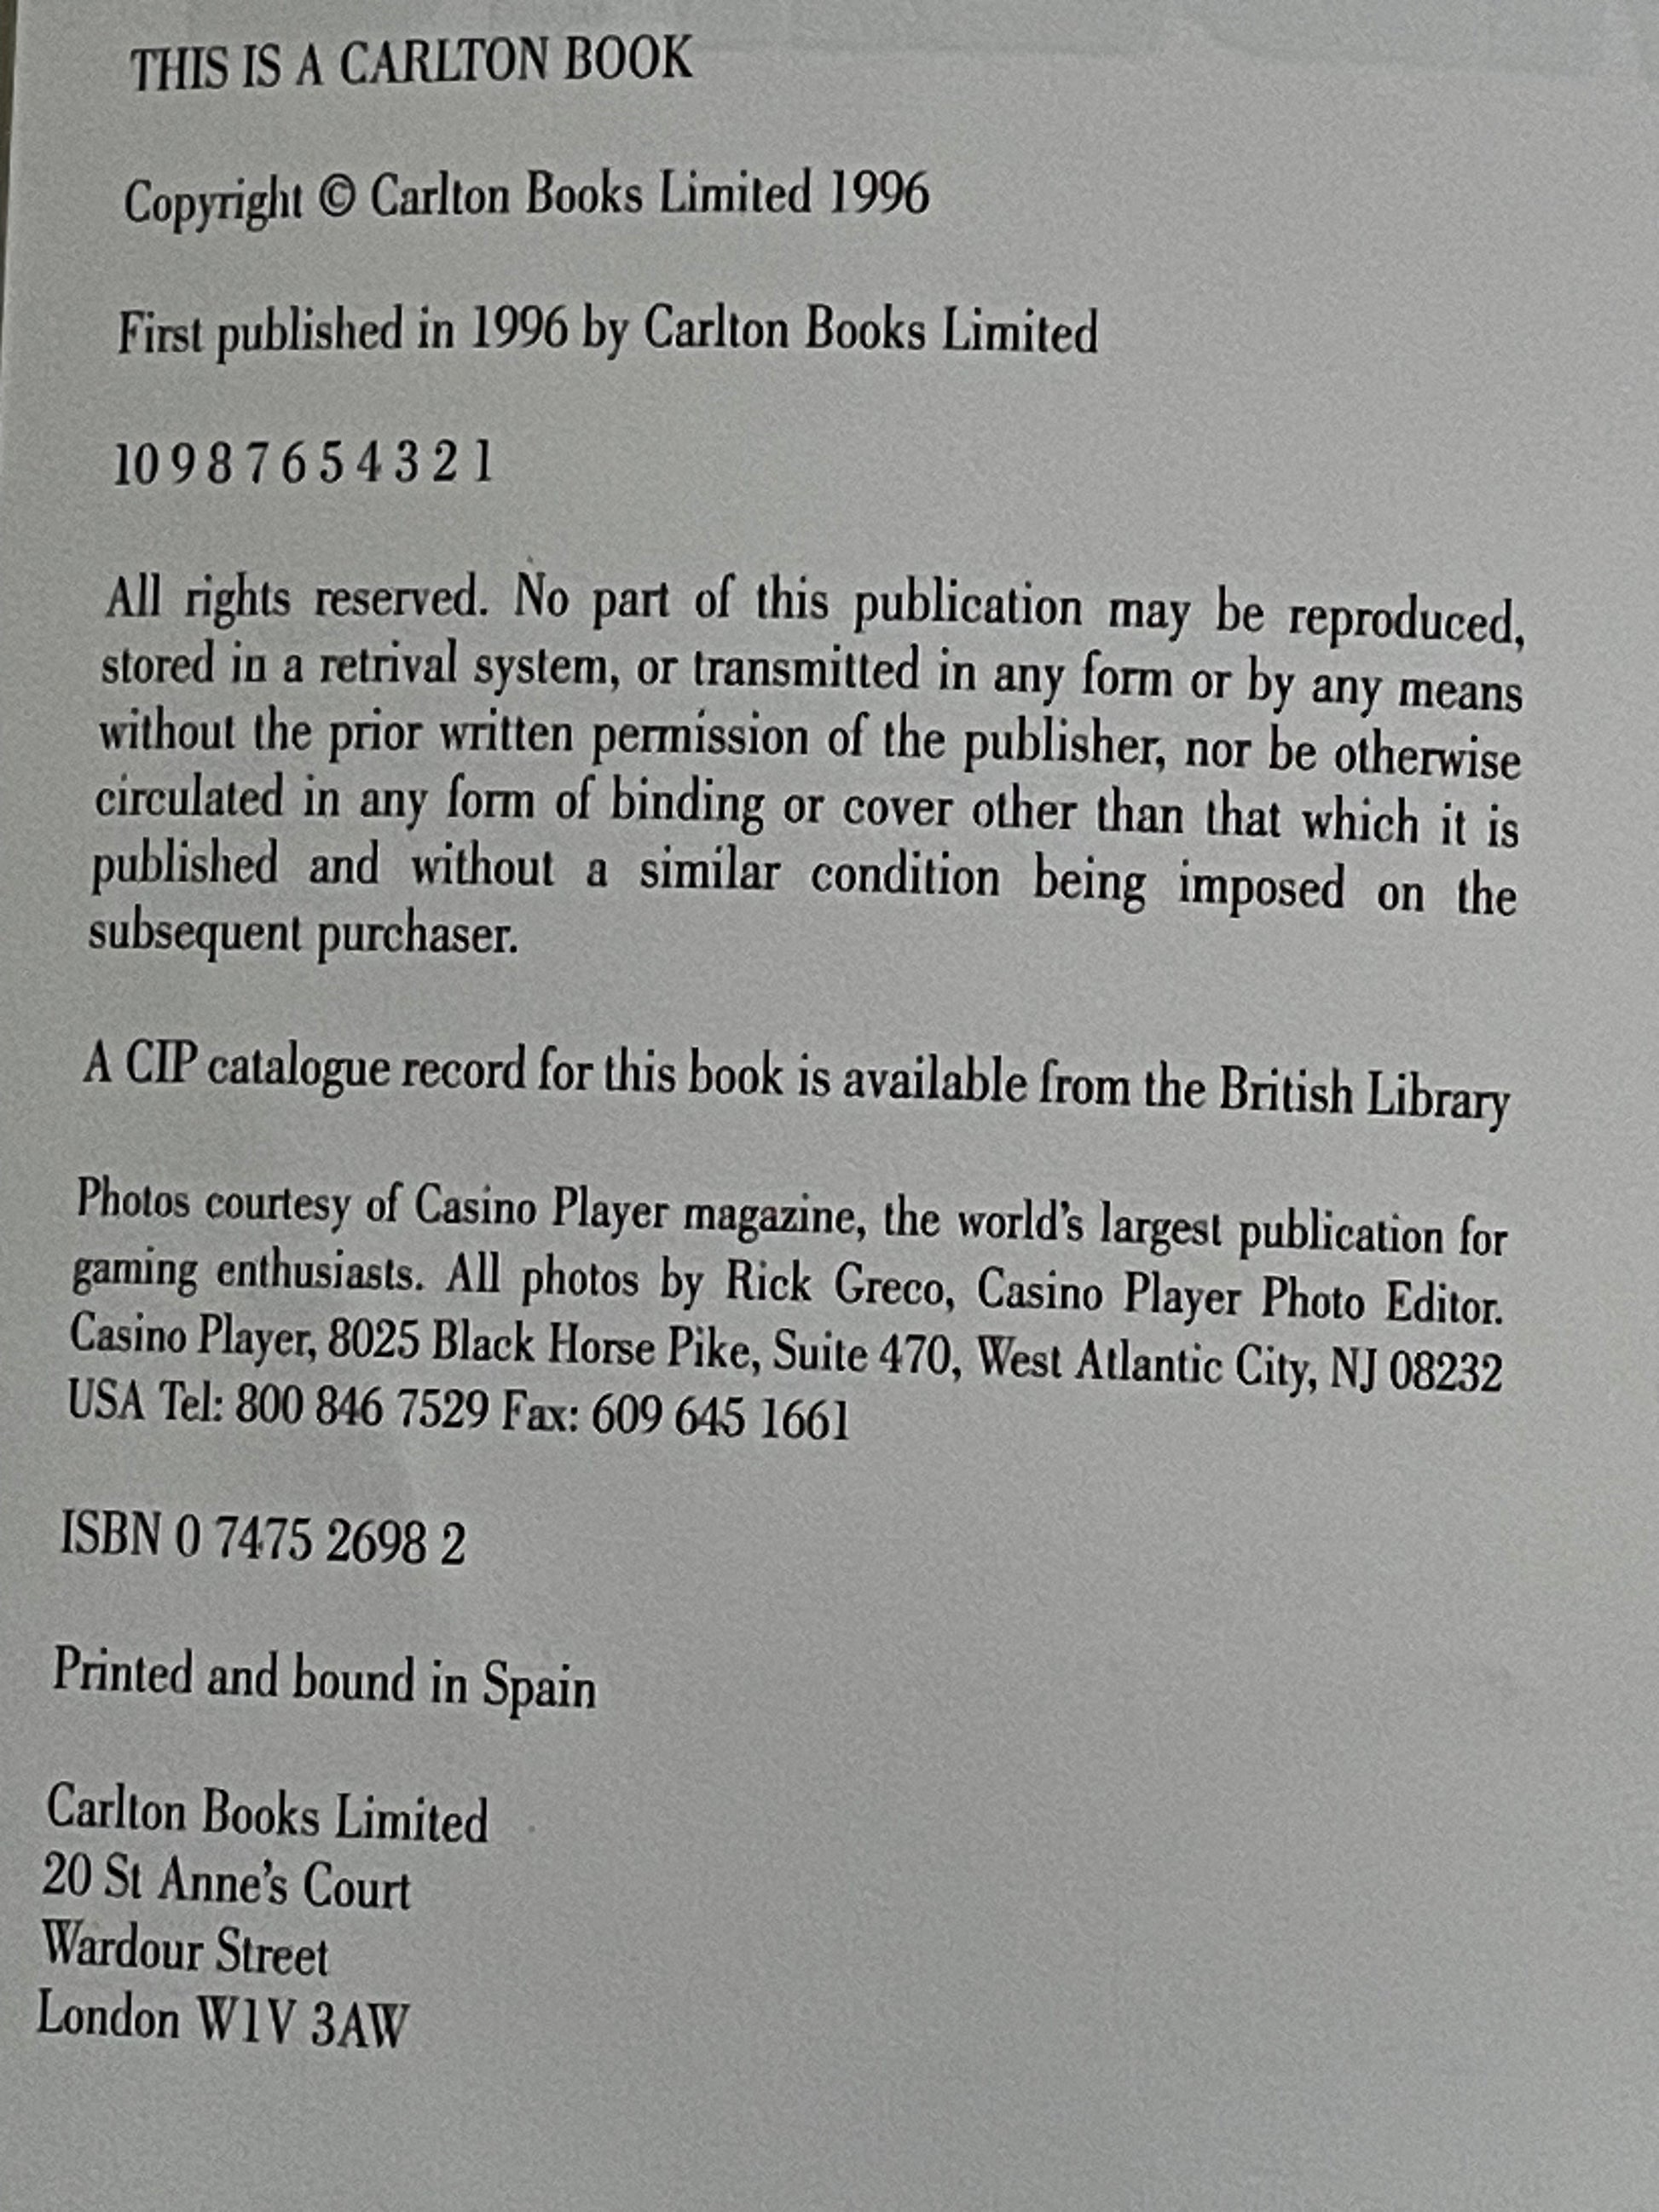 THIS IS A CARLTON BOOK
Copyright © Carlton Books Limited 1996
First published in 1996 by Carlton Books Limited
10 9 8 7 6 5 4 3 2 1
All rights reserved. No part of this publication may be reproduced,
stored in a retrival system, or transmitted in any form or by any means
without the prior written permission of the publisher, nor be otherwise
circulated in any form of binding or cover other than that which it is
published and without a similar condition being imposed on the
subsequent purchaser.
A CIP catalogue record for this book is available from the British Library
Photos courtesy of Casino Player magazine, the world's largest publication for
gaming enthusiasts. All photos by Rick Greco, Casino Player Photo Editor.
Casino Player, 8025 Black Horse Pike, Suite 470, West Atlantic City, NJ 08232
USA Tel: 800 846 7529 Fax: 609 645 1661
ISBN 0 7475 2698 2
Printed and bound in Spain
Carlton Books Limited
20 St Anne's Court
Wardour Street
London W1V 3AW